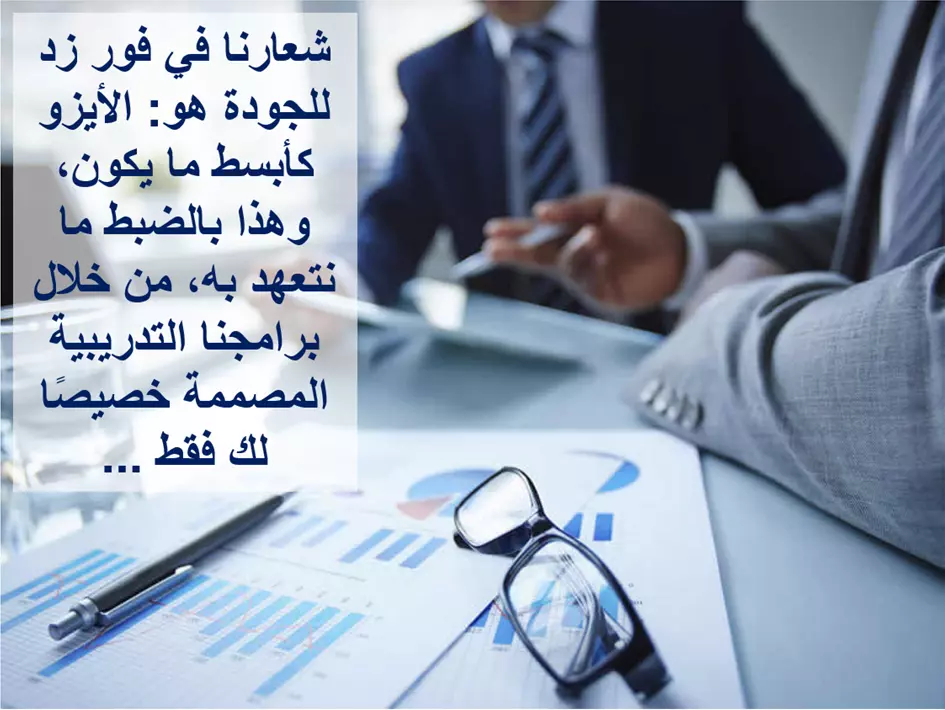 شعارنا في فور زد
للجودة هو: الأيزو
كأبسط ما يكون،
وهذا بالضبط ما
نتعهد به، من خلال
برامجنا التدريبية
المصممة خصيصًا
لك فقط ...